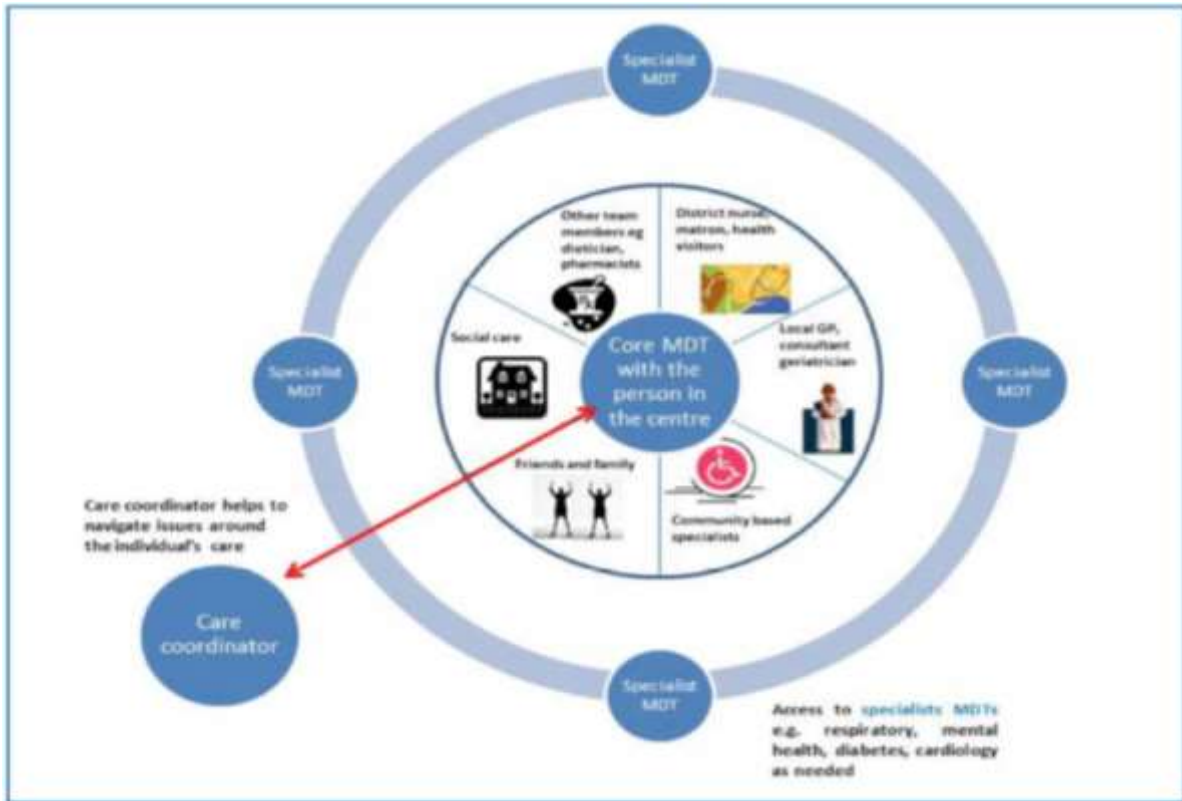 Specialist
MDT
Other team
members eg
dietician,
pharmacists
District nurse,
matron, health
visitors
Social care
Core MDT
with the
person in
the centre
Local GP,
consultant
geriatrician
Specialist
MDT
Specialist
MDT
Friends and family
Community based
specialists
Care coordinator helps to
navigate issues around
the individual's care
Care
coordinator
Specialist
MDT
Access to specialists MDTs
e.g. respiratory, mental
health, diabetes, cardiology
as needed